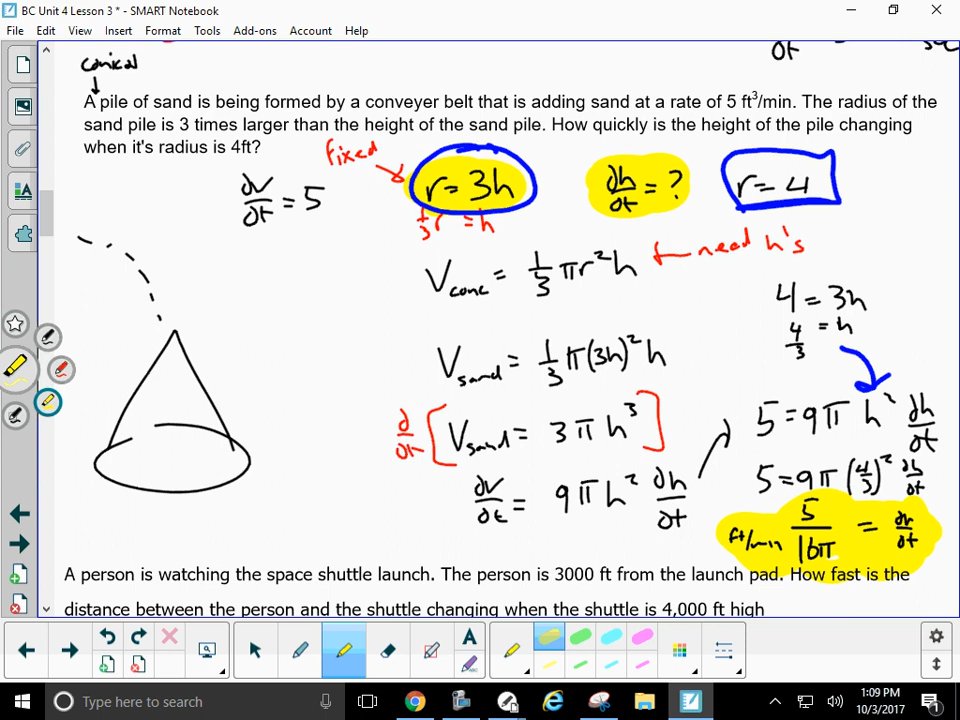 BC Unit 4 Lesson 3 * - SMART Notebook
File Edit View Insert Format Tools Add-ons Account Help
conical
A pile of sand is being formed by a conveyer belt that is adding sand at a rate of 5 ft³/min. The radius of the
sand pile is 3 times larger than the height of the sand pile. How quickly is the height of the pile changing
when it's radius is 4ft?
fixed
dV/dt = 5
r = 3h
dh/dt = ?
r = 4
1/3 r = h
V cone = 1/3 πr²h
need h's
4 = 3h
4/3 = h
V sand = 1/3 π(3h)²h
d/dt [V sand = 3πh³]
5 = 9π h² dh/dt
dV/dt = 9πh² dh/dt
5 = 9π (4/3)² dh/dt
ft/min 5/16π = dh/dt
A person is watching the space shuttle launch. The person is 3000 ft from the launch pad. How fast is the
distance between the person and the shuttle changing when the shuttle is 4,000 ft high
Type here to search
1:09 PM
10/3/2017